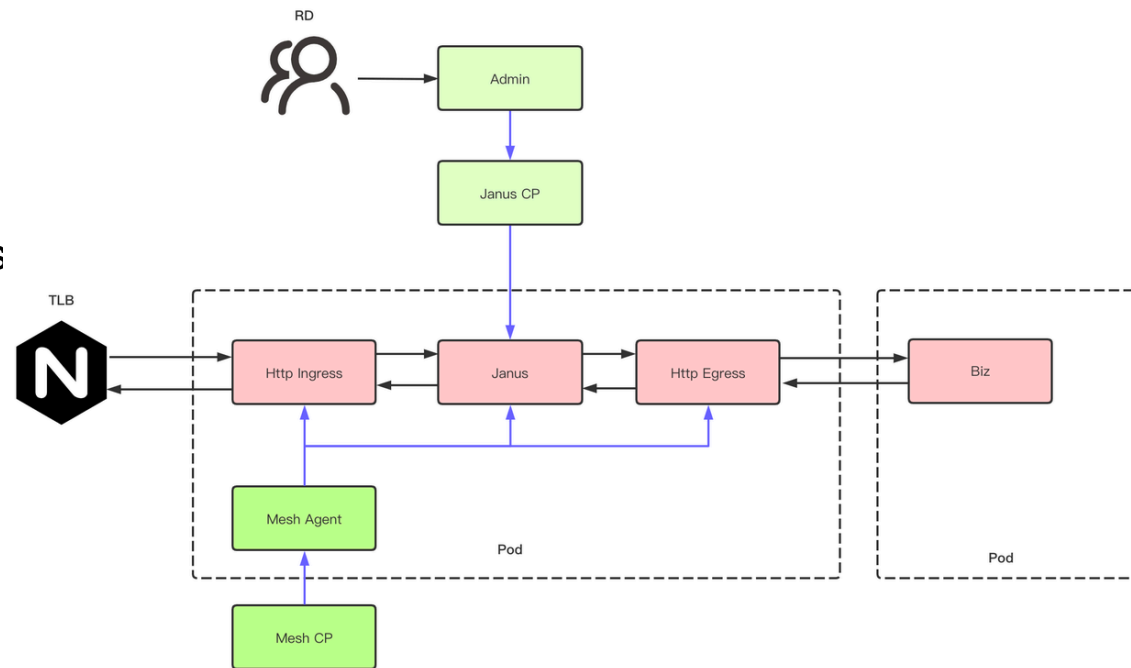 RD
Admin
Janus CP
TLB
N
Http Ingress
Janus
Http Egress
Biz
Mesh Agent
Pod
Pod
Mesh CP